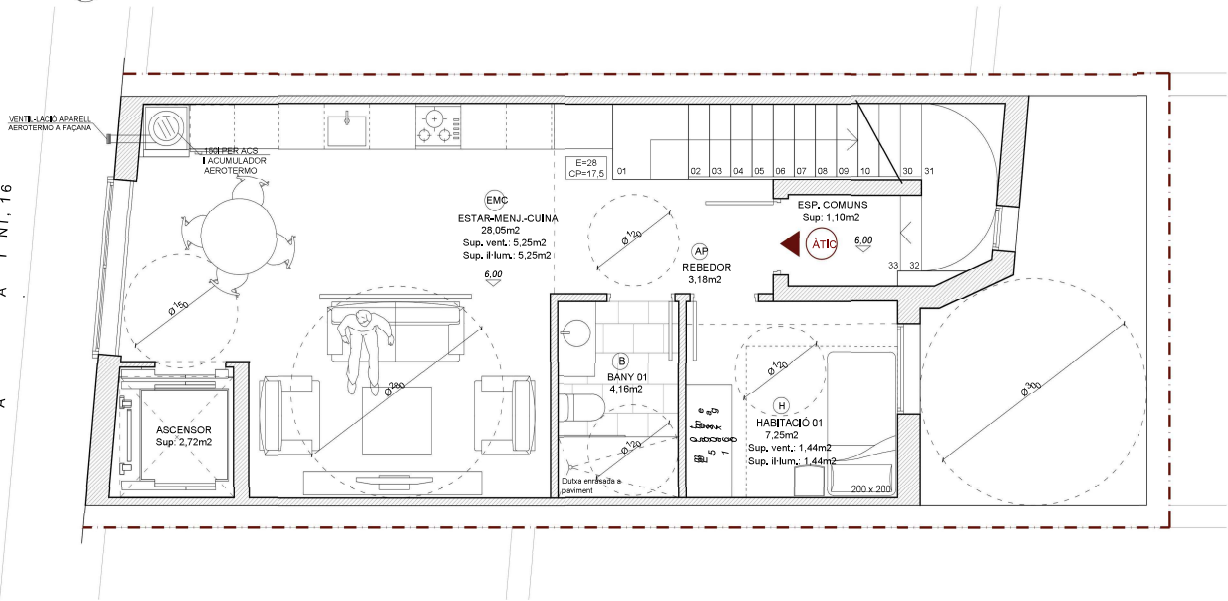 VENTIL·LACIÓ APARELL
AEROTERMO A FAÇANA
150l PER ACS
I ACUMULADOR
AEROTERMO
E=28
CP=17,5
01
02
03
04
05
06
07
08
09
10
30
31
EMC
ESTAR-MENJ.-CUINA
28,05m2
Sup. vent.: 5,25m2
Sup. il·lum.: 5,25m2
6,00
Ø120
AP
REBEDOR
3,18m2
ESP. COMUNS
Sup: 1,10m2
ÀTIC
6,00
33
32
Ø150
Ø280
B
BANY 01
4,16m2
Ø120
Dutxa enrasada a
paviment
Ø120
H
HABITACIÓ 01
7,25m2
Sup. vent.: 1,44m2
Sup. il·lum.: 1,44m2
200 x 200
Ø300
ASCENSOR
Sup: 2,72m2